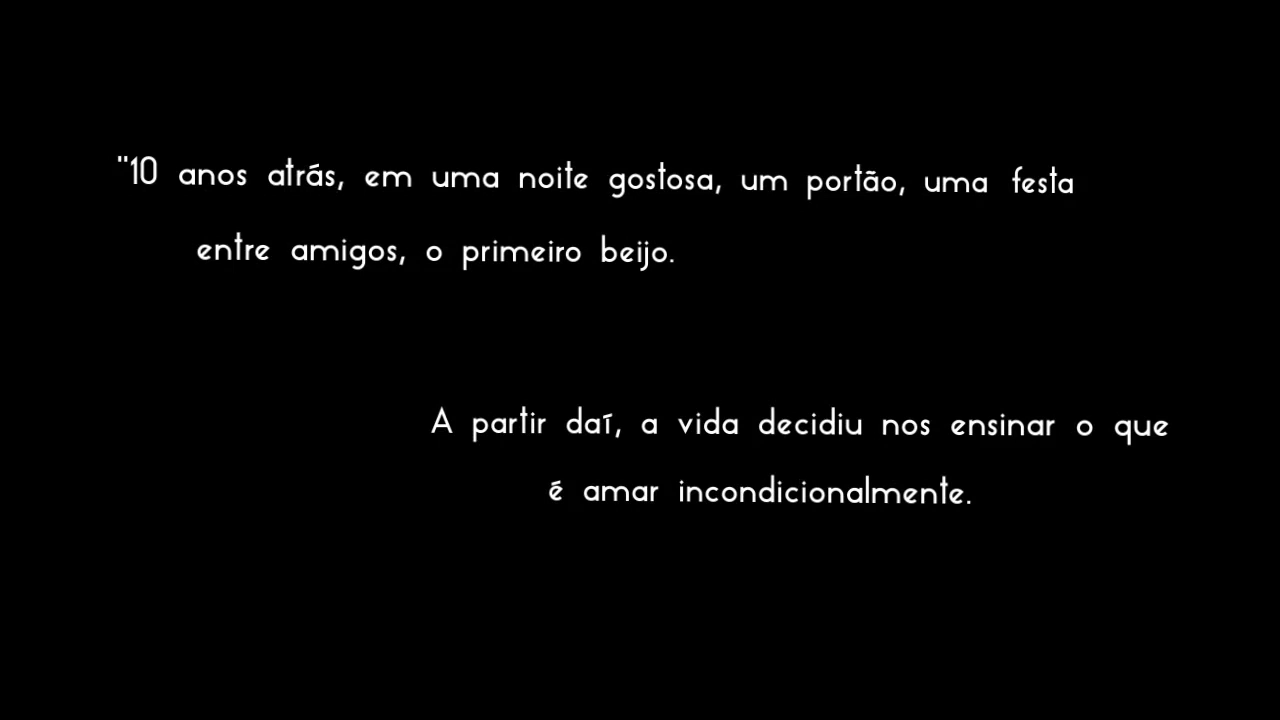 "10 anos atrás, em uma noite gostosa, um portão, uma festa
entre amigos, o primeiro beijo.
A partir daí, a vida decidiu nos ensinar o que
é amar incondicionalmente.